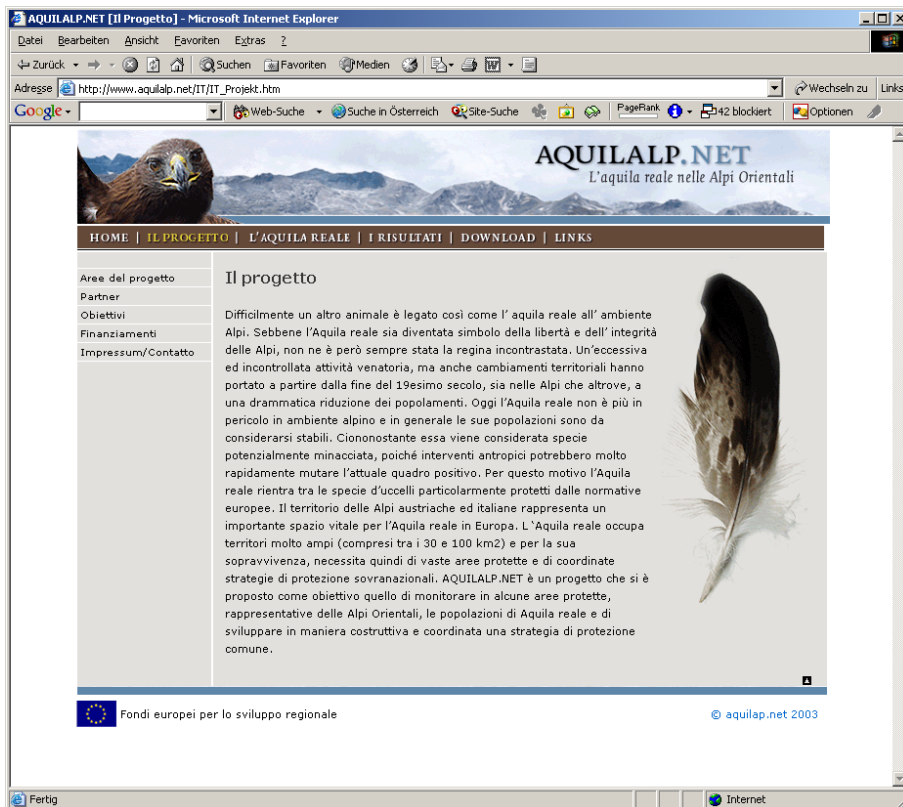 AQUILALP.NET [Il Progetto] - Microsoft Internet Explorer
Datei Bearbeiten Ansicht Favoriten Extras ?
Zurück Suchen Favoriten Medien
Adresse http://www.aquilalp.net/IT/IT_Projekt.htm Wechseln zu Links
Google Web-Suche Suche in Österreich Site-Suche PageRank 42 blockiert Optionen
AQUILALP.NET
L'aquila reale nelle Alpi Orientali
HOME | IL PROGETTO | L'AQUILA REALE | I RISULTATI | DOWNLOAD | LINKS
Aree del progetto
Partner
Obiettivi
Finanziamenti
Impressum/Contatto
Il progetto
Difficilmente un altro animale è legato così come l' aquila reale all' ambiente
Alpi. Sebbene l'Aquila reale sia diventata simbolo della libertà e dell' integrità
delle Alpi, non ne è però sempre stata la regina incontrastata. Un'eccessiva
ed incontrollata attività venatoria, ma anche cambiamenti territoriali hanno
portato a partire dalla fine del 19esimo secolo, sia nelle Alpi che altrove, a
una drammatica riduzione dei popolamenti. Oggi l'Aquila reale non è più in
pericolo in ambiente alpino e in generale le sue popolazioni sono da
considerarsi stabili. Ciononostante essa viene considerata specie
potenzialmente minacciata, poiché interventi antropici potrebbero molto
rapidamente mutare l'attuale quadro positivo. Per questo motivo l'Aquila
reale rientra tra le specie d'uccelli particolarmente protetti dalle normative
europee. Il territorio delle Alpi austriache ed italiane rappresenta un
importante spazio vitale per l'Aquila reale in Europa. L 'Aquila reale occupa
territori molto ampi (compresi tra i 30 e 100 km2) e per la sua
sopravvivenza, necessita quindi di vaste aree protette e di coordinate
strategie di protezione sovranazionali. AQUILALP.NET è un progetto che si è
proposto come obiettivo quello di monitorare in alcune aree protette,
rappresentative delle Alpi Orientali, le popolazioni di Aquila reale e di
sviluppare in maniera costruttiva e coordinata una strategia di protezione
comune.
Fondi europei per lo sviluppo regionale
© aquilap.net 2003
Fertig Internet